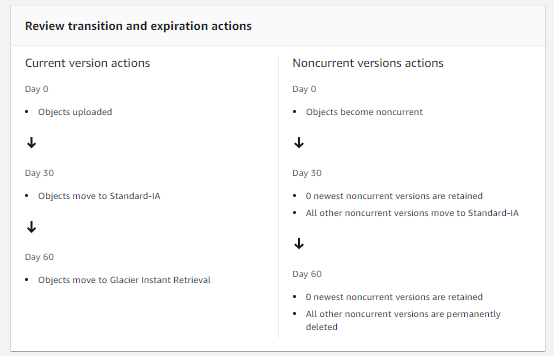 Review transition and expiration actions
Current version actions
Day 0
Objects uploaded
Day 30
Objects move to Standard-IA
Day 60
Objects move to Glacier Instant Retrieval
Noncurrent versions actions
Day 0
Objects become noncurrent
Day 30
0 newest noncurrent versions are retained
All other noncurrent versions move to Standard-IA
Day 60
0 newest noncurrent versions are retained
All other noncurrent versions are permanently
deleted